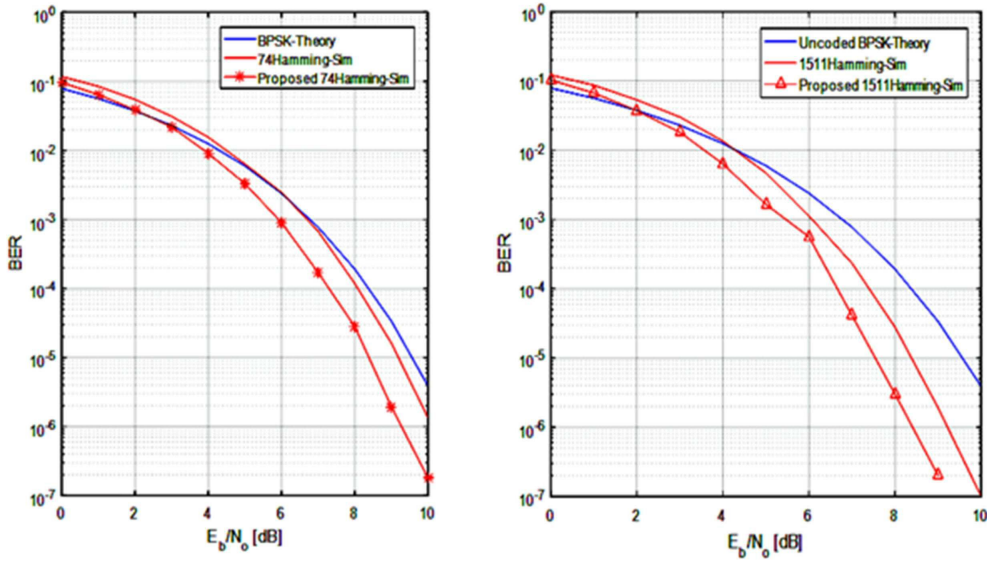 10^0
10^-1
10^-2
10^-3
10^-4
10^-5
10^-6
10^-7
BER
0 2 4 6 8 10
E_b/N_o [dB]
BPSK-Theory
74Hamming-Sim
Proposed 74Hamming-Sim
10^0
10^-1
10^-2
10^-3
10^-4
10^-5
10^-6
10^-7
BER
0 2 4 6 8 10
E_b/N_o [dB]
Uncoded BPSK-Theory
1511Hamming-Sim
Proposed 1511Hamming-Sim